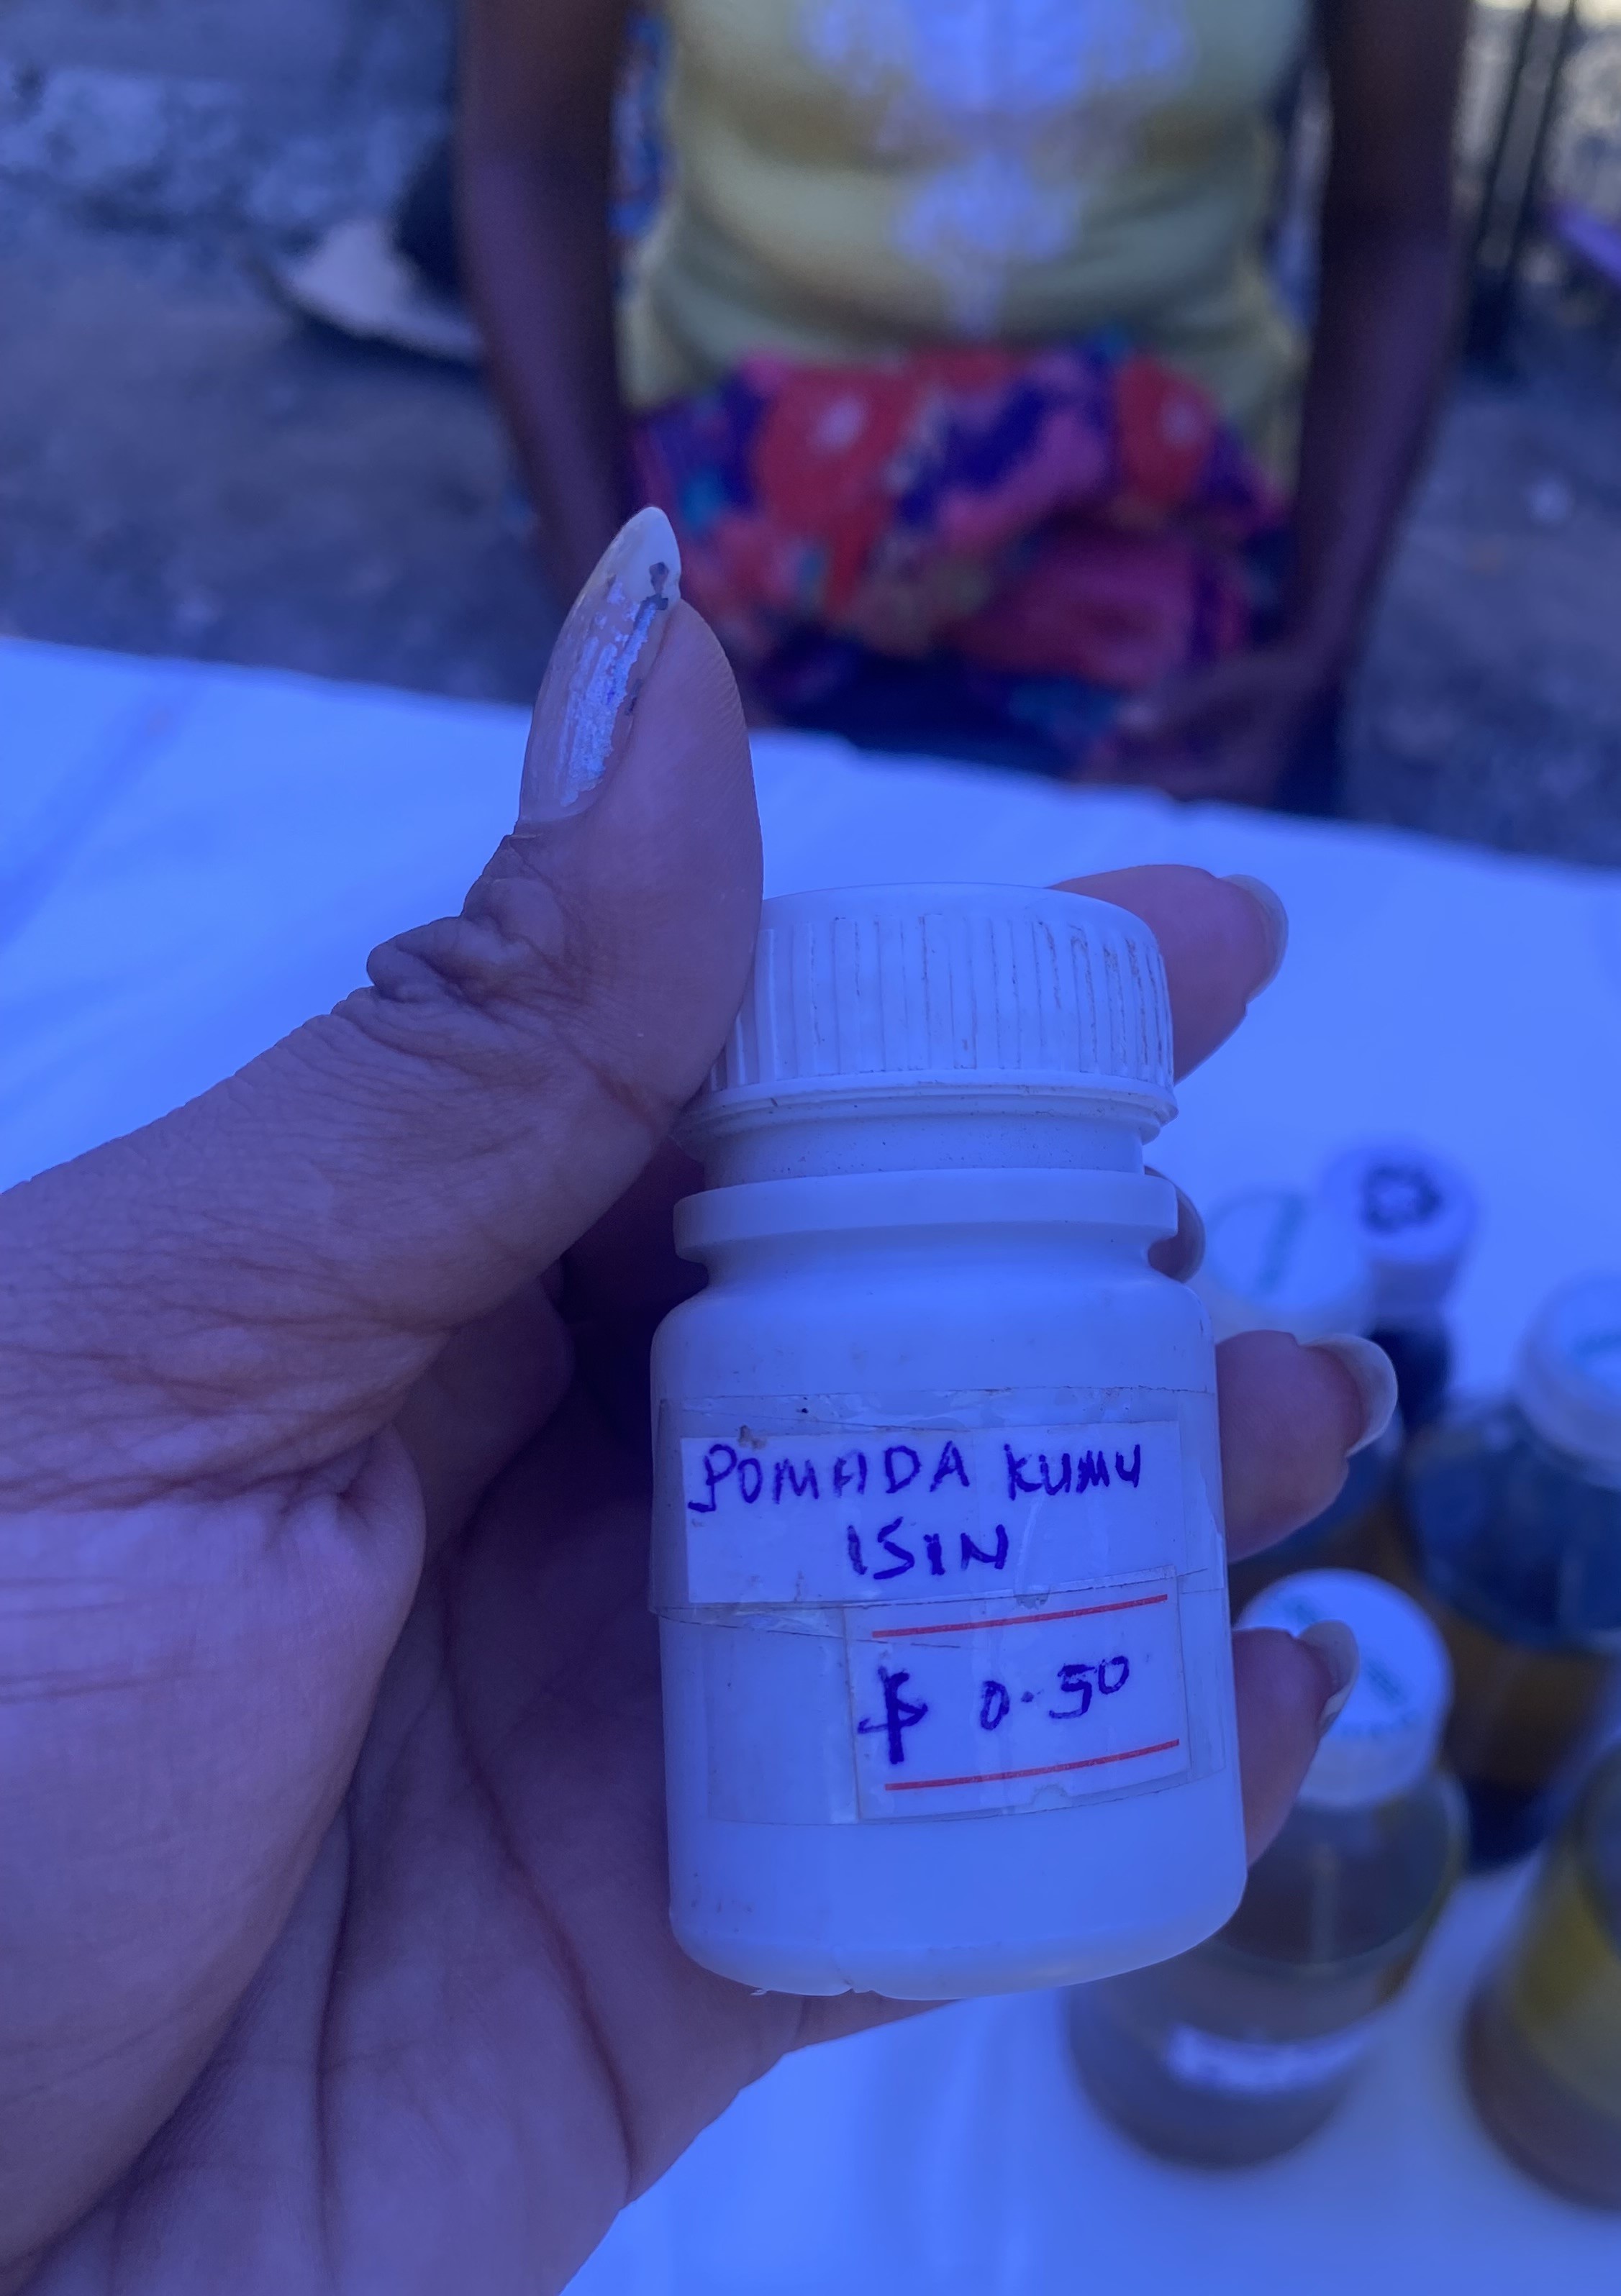 POMADA KUMU
ISIN
$ 0.50